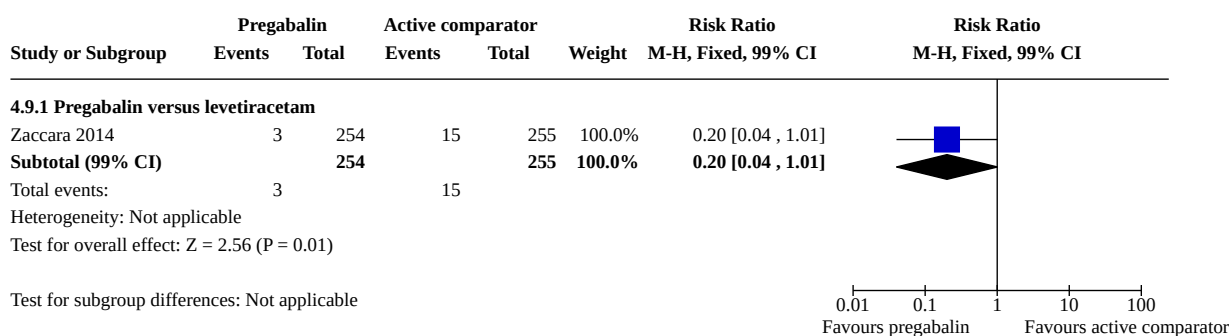 Pregabalin Active comparator Risk Ratio Risk Ratio
Study or Subgroup Events Total Events Total Weight M-H, Fixed, 99% CI M-H, Fixed, 99% CI
4.9.1 Pregabalin versus levetiracetam
Zaccara 2014 3 254 15 255 100.0% 0.20 [0.04 , 1.01]
Subtotal (99% CI) 254 255 100.0% 0.20 [0.04 , 1.01]
Total events: 3 15
Heterogeneity: Not applicable
Test for overall effect: Z = 2.56 (P = 0.01)
Test for subgroup differences: Not applicable
0.01 0.1 1 10 100
Favours pregabalin Favours active comparator